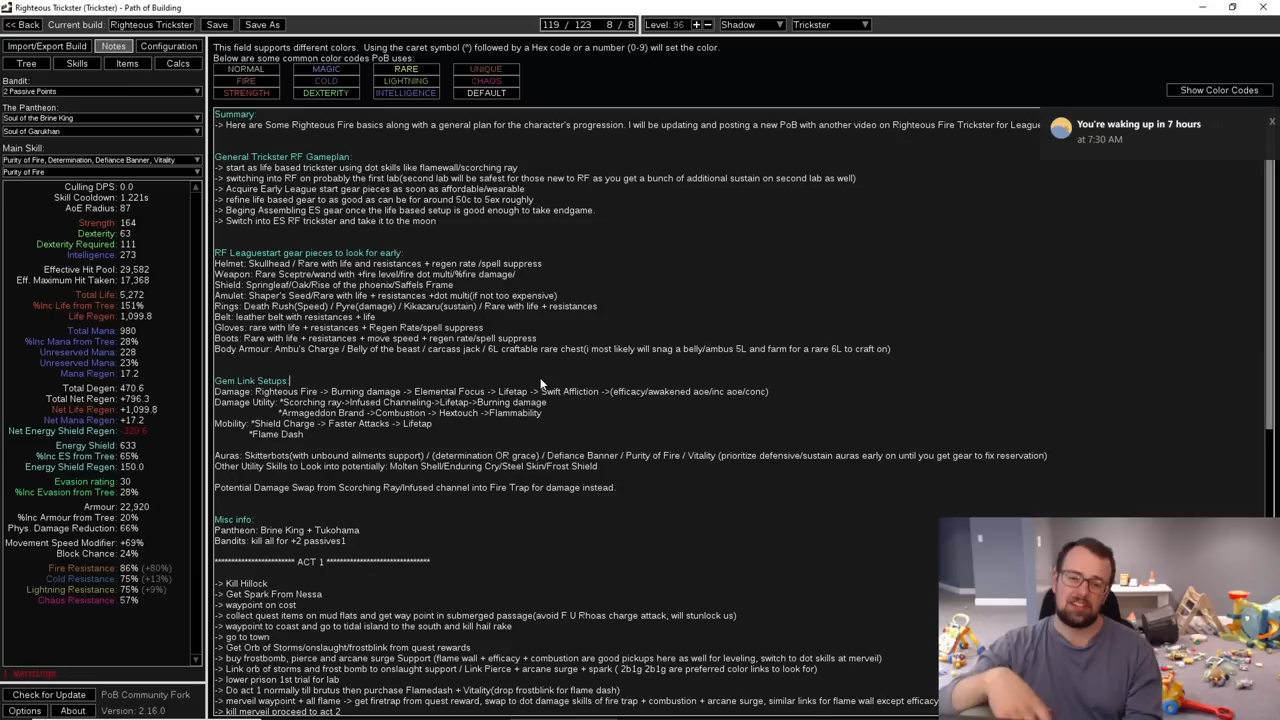 Righteous Trickster (Trickster) - Path of Building
<< Back Current build: Righteous Trickster Save Save As 119 / 123 8 / 8 Level: 96 + - Shadow Trickster
Import/Export Build Notes Configuration
Tree Skills Items Calcs
Bandit:
2 Passive Points
The Pantheon:
Soul of the Brine King
Soul of Garukhan
Main Skill:
Purity of Fire, Determination, Defiance Banner, Vitality
Purity of Fire
Culling DPS: 0.0
Skill Cooldown: 1.221s
AoE Radius: 87
Strength: 164
Dexterity: 63
Dexterity Required: 111
Intelligence: 273
Effective Hit Pool: 29,582
Eff. Maximum Hit Taken: 17,368
Total Life: 5,272
%Inc Life from Tree: 151%
Life Regen: 1,099.8
Total Mana: 980
%Inc Mana from Tree: 28%
Unreserved Mana: 228
Unreserved Mana: 23%
Mana Regen: 17.2
Total Degen: 470.6
Total Net Regen: +796.3
Net Life Regen: +1,099.8
Net Mana Regen: +17.2
Net Energy Shield Regen: -320.6
Energy Shield: 633
%Inc ES from Tree: 65%
Energy Shield Regen: 150.0
Evasion rating: 30
%Inc Evasion from Tree: 28%
Armour: 22,920
%Inc Armour from Tree: 20%
Phys. Damage Reduction: 66%
Movement Speed Modifier: +69%
Block Chance: 24%
Fire Resistance: 86% (+80%)
Cold Resistance: 75% (+13%)
Lightning Resistance: 75% (+9%)
Chaos Resistance: 57%
1 Warnings
Check for Update PoB Community Fork
Options About Version: 2.16.0
This field supports different colors. Using the caret symbol (^) followed by a Hex code or a number (0-9) will set the color.
Below are some common color codes PoB uses:
NORMAL MAGIC RARE UNIQUE
FIRE COLD LIGHTNING CHAOS
STRENGTH DEXTERITY INTELLIGENCE DEFAULT
Show Color Codes
You're waking up in 7 hours
at 7:30 AM
Summary:
-> Here are Some Righteous Fire basics along with a general plan for the character's progression. I will be updating and posting a new PoB with another video on Righteous Fire Trickster for League
General Trickster RF Gameplan:
-> start as life based trickster using dot skills like flamewall/scorching ray
-> switching into RF on probably the first lab(second lab will be safest for those new to RF as you get a bunch of additional sustain on second lab as well)
-> Acquire Early League start gear pieces as soon as affordable/wearable
-> refine life based gear to as good as can be for around 50c to 5ex roughly
-> Beging Assembling ES gear once the life based setup is good enough to take endgame.
-> Switch into ES RF trickster and take it to the moon
RF Leaguestart gear pieces to look for early:
Helmet: Skullhead / Rare with life and resistances + regen rate /spell suppress
Weapon: Rare Sceptre/wand with +fire level/fire dot multi/%fire damage/
Shield: Springleaf/Oak/Rise of the phoenix/Saffels Frame
Amulet: Shaper's Seed/Rare with life + resistances +dot multi(if not too expensive)
Rings: Death Rush(Speed) / Pyre(damage) / Kikazaru(sustain) / Rare with life + resistances
Belt: leather belt with resistances + life
Gloves: rare with life + resistances + Regen Rate/spell suppress
Boots: Rare with life + resistances + move speed + regen rate/spell suppress
Body Armour: Ambu's Charge / Belly of the beast / carcass jack / 6L craftable rare chest(i most likely will snag a belly/ambus 5L and farm for a rare 6L to craft on)
Gem Link Setups:
Damage: Righteous Fire -> Burning damage -> Elemental Focus -> Lifetap -> Swift Affliction ->(efficacy/awakened aoe/inc aoe/conc)
Damage Utility: *Scorching ray->Infused Channeling->Lifetap->Burning damage
*Armageddon Brand ->Combustion -> Hextouch ->Flammability
Mobility: *Shield Charge -> Faster Attacks -> Lifetap
*Flame Dash
Auras: Skitterbots(with unbound ailments support) / (determination OR grace) / Defiance Banner / Purity of Fire / Vitality (prioritize defensive/sustain auras early on until you get gear to fix reservation)
Other Utility Skills to Look into potentially: Molten Shell/Enduring Cry/Steel Skin/Frost Shield
Potential Damage Swap from Scorching Ray/Infused channel into Fire Trap for damage instead.
Misc info:
Pantheon: Brine King + Tukohama
Bandits: kill all for +2 passives1
************************ ACT 1 *******************************
-> Kill Hillock
-> Get Spark From Nessa
-> waypoint on cost
-> collect quest items on mud flats and get way point in submerged passage(avoid F U Rhoas charge attack, will stunlock us)
-> waypoint to coast and go to tidal island to the south and kill hail rake
-> go to town
-> Get Orb of Storms/onslaught/frostblink from quest rewards
-> buy frostbomb, pierce and arcane surge Support (flame wall + efficacy + combustion are good pickups here as well for leveling, switch to dot skills at merveil)
-> Link orb of storms and frost bomb to onslaught support / Link Pierce + arcane surge + spark ( 2b1g 2b1g are preferred color links to look for)
-> lower prison 1st trial for lab
-> Do act 1 normally till brutus then purchase Flamedash + Vitality(drop frostblink for flame dash)
-> merveil waypoint + all flame -> get firetrap from quest reward, swap to dot damage skills of fire trap + combustion + arcane surge, similar links for flame wall except efficacy
-> kill merveil proceed to act 2